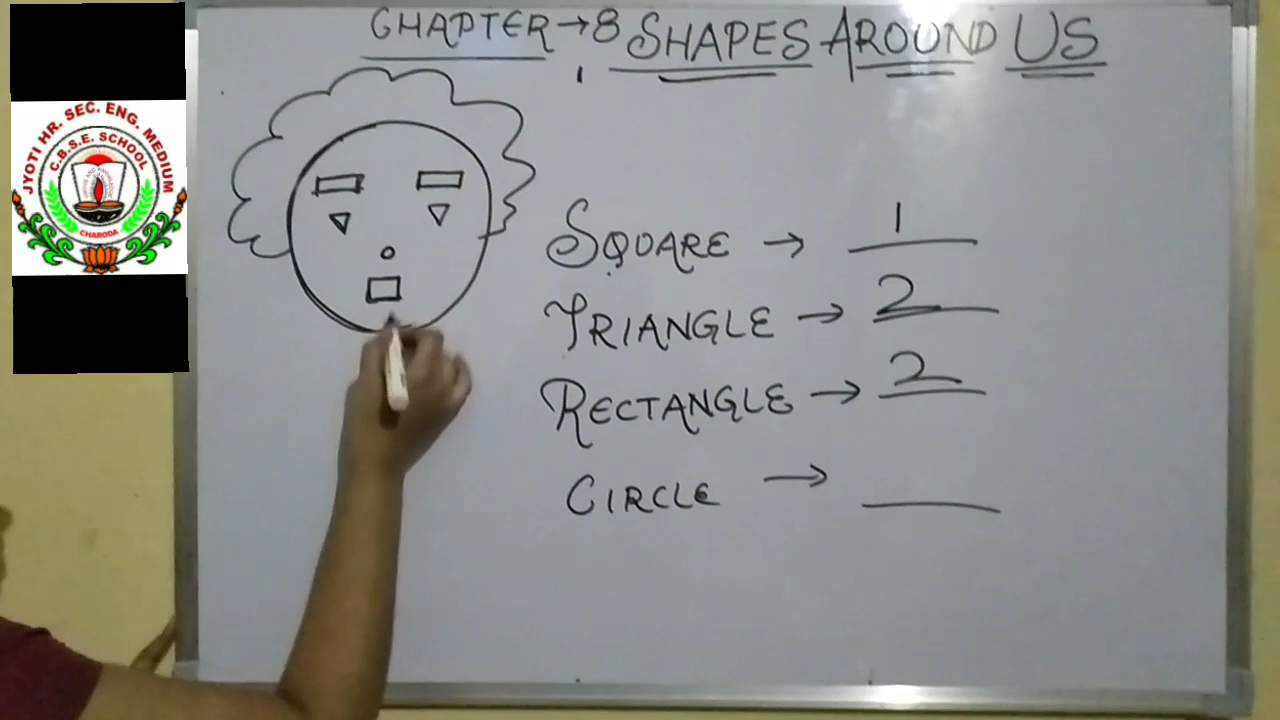 CHAPTER → 8 SHAPES AROUND US
JYOTI HR. SEC. ENG. MEDIUM
C.B.S.E. SCHOOL
CHARODA
SQUARE → 1
TRIANGLE → 2
RECTANGLE → 2
CIRCLE →